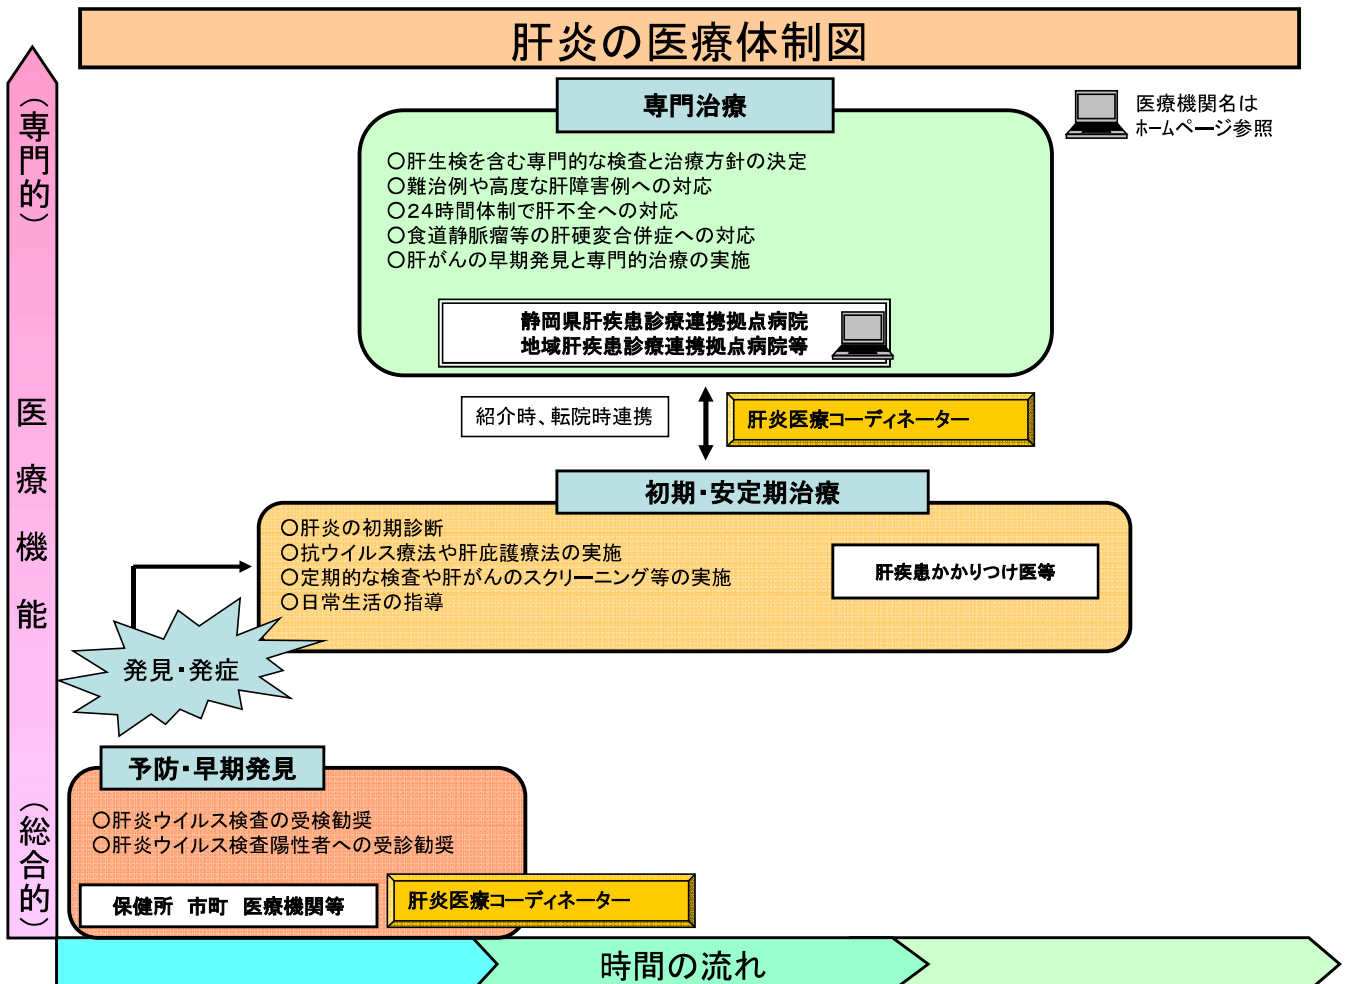 肝炎の医療体制図
(専門的)
医療機能
(総合的)
専門治療
医療機関名は
ホームページ参照
○肝生検を含む専門的な検査と治療方針の決定
○難治例や高度な肝障害例への対応
○24時間体制で肝不全への対応
○食道静脈瘤等の肝硬変合併症への対応
○肝がんの早期発見と専門的治療の実施
静岡県肝疾患診療連携拠点病院
地域肝疾患診療連携拠点病院等
紹介時、転院時連携
肝炎医療コーディネーター
初期・安定期治療
○肝炎の初期診断
○抗ウイルス療法や肝庇護療法の実施
○定期的な検査や肝がんのスクリーニング等の実施
○日常生活の指導
肝疾患かかりつけ医等
発見・発症
予防・早期発見
○肝炎ウイルス検査の受検勧奨
○肝炎ウイルス検査陽性者への受診勧奨
保健所　市町　医療機関等
肝炎医療コーディネーター
時間の流れ